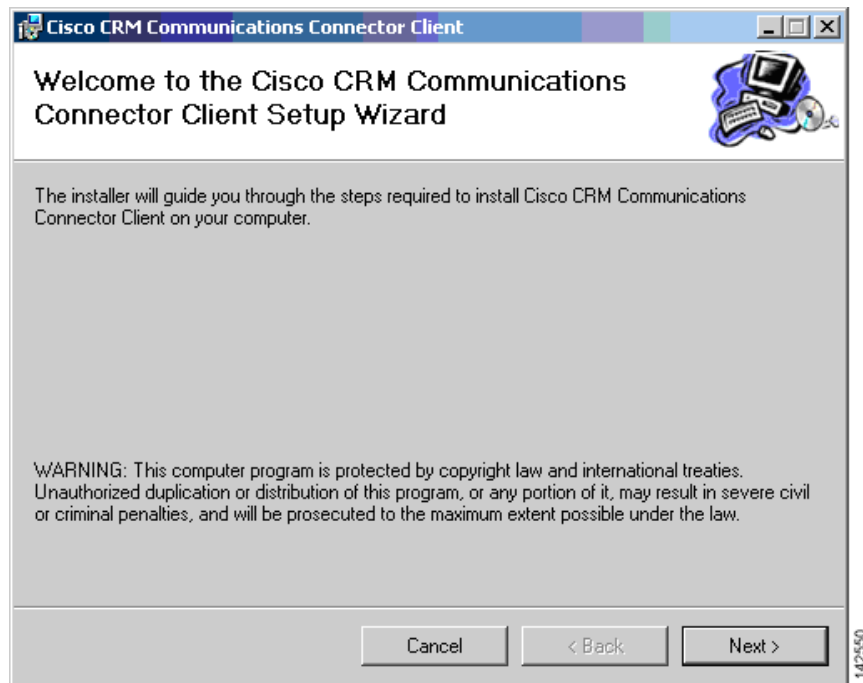 Cisco CRM Communications Connector Client
Welcome to the Cisco CRM Communications
Connector Client Setup Wizard
The installer will guide you through the steps required to install Cisco CRM Communications
Connector Client on your computer.
WARNING: This computer program is protected by copyright law and international treaties.
Unauthorized duplication or distribution of this program, or any portion of it, may result in severe civil
or criminal penalties, and will be prosecuted to the maximum extent possible under the law.
Cancel
< Back
Next >
142550